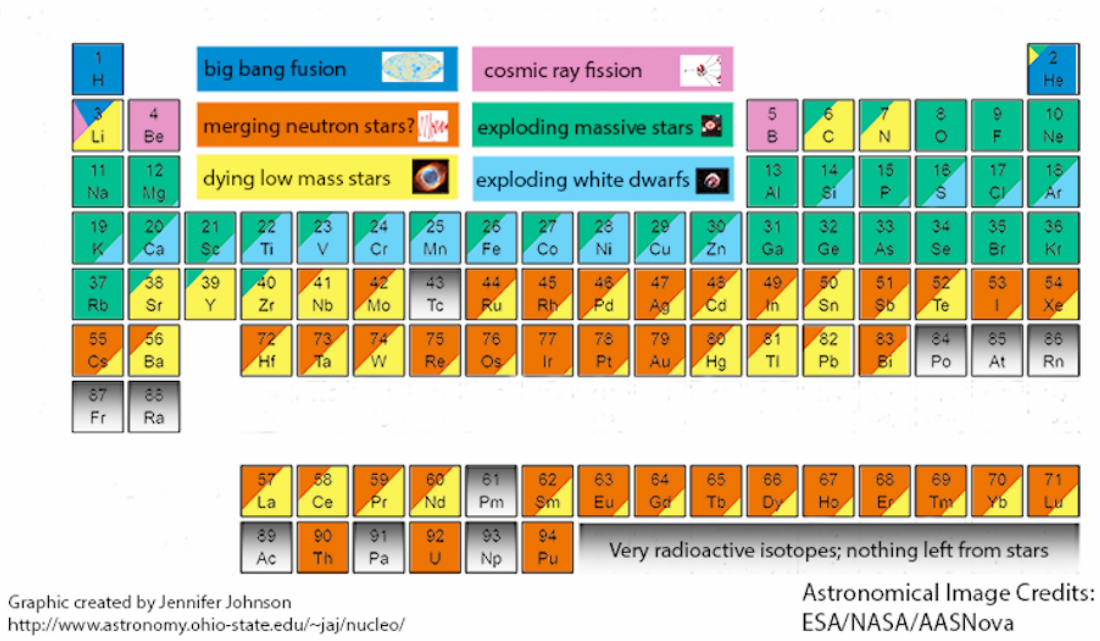 1 2
H big bang fusion cosmic ray fission He
3 4 merging neutron stars? exploding massive stars 5 6 7 8 9 10
Li Be B C N O F Ne
11 12 dying low mass stars exploding white dwarfs 13 14 15 16 17 18
Na Mg Al Si P S Cl Ar
19 20 21 22 23 24 25 26 27 28 29 30 31 32 33 34 35 36
K Ca Sc Ti V Cr Mn Fe Co Ni Cu Zn Ga Ge As Se Br Kr
37 38 39 40 41 42 43 44 45 46 47 48 49 50 51 52 53 54
Rb Sr Y Zr Nb Mo Tc Ru Rh Pd Ag Cd In Sn Sb Te I Xe
55 56 72 73 74 75 76 77 78 79 80 81 82 83 84 85 86
Cs Ba Hf Ta W Re Os Ir Pt Au Hg Tl Pb Bi Po At Rn
87 88
Fr Ra
57 58 59 60 61 62 63 64 65 66 67 68 69 70 71
La Ce Pr Nd Pm Sm Eu Gd Tb Dy Ho Er Tm Yb Lu
89 90 91 92 93 94
Ac Th Pa U Np Pu Very radioactive isotopes; nothing left from stars
Graphic created by Jennifer Johnson
http://www.astronomy.ohio-state.edu/~jaj/nucleo/
Astronomical Image Credits:
ESA/NASA/AASNova